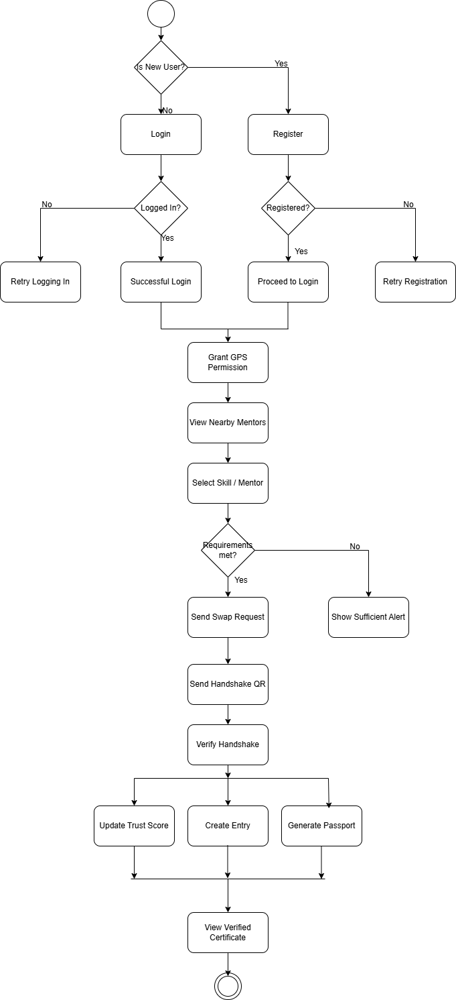 Is New User?
Yes
No
Login
Register
No
Logged In?
Registered?
No
Yes
Yes
Retry Logging In
Successful Login
Proceed to Login
Retry Registration
Grant GPS
Permission
View Nearby Mentors
Select Skill / Mentor
Requirements
met?
No
Yes
Send Swap Request
Show Sufficient Alert
Send Handshake QR
Verify Handshake
Update Trust Score
Create Entry
Generate Passport
View Verified
Certificate